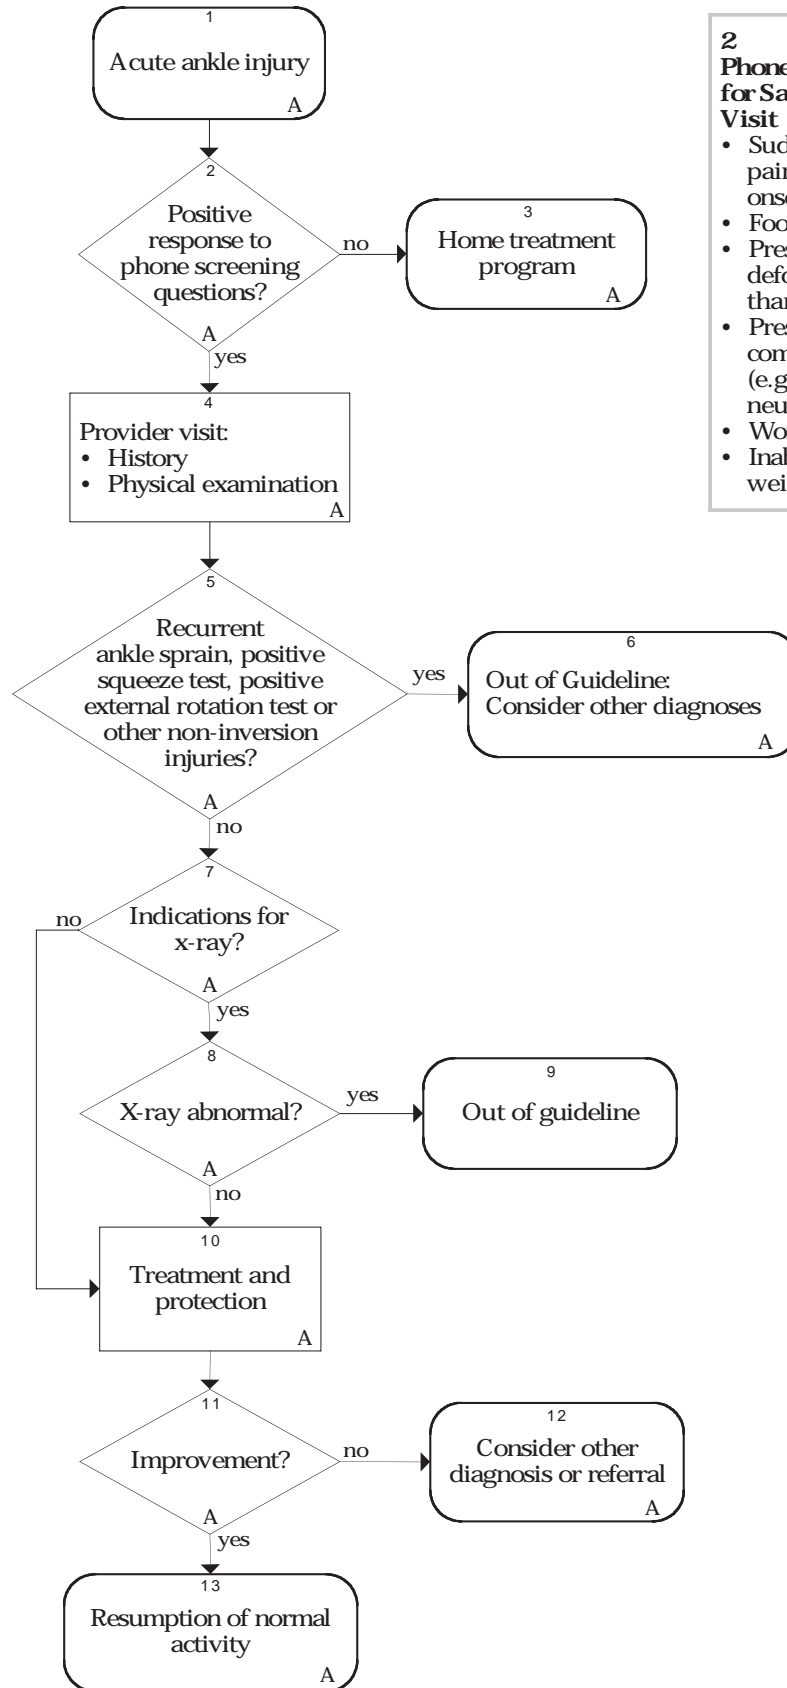 1
Acute ankle injury
A
2
Positive
response to
phone screening
questions?
A
no
yes
3
Home treatment
program
A
4
Provider visit:
• History
• Physical examination
A
5
Recurrent
ankle sprain, positive
squeeze test, positive
external rotation test or
other non-inversion
injuries?
A
yes
no
6
Out of Guideline:
Consider other diagnoses
A
7
Indications for
x-ray?
A
no
yes
8
X-ray abnormal?
A
yes
no
9
Out of guideline
10
Treatment and
protection
A
11
Improvement?
A
no
yes
12
Consider other
diagnosis or referral
A
13
Resumption of normal
activity
A
2
Phone
for Sa
Visit
• Sud
pain
onse
• Foo
• Pres
defo
than
• Pres
com
(e.g
neu
• Wo
• Inab
wei